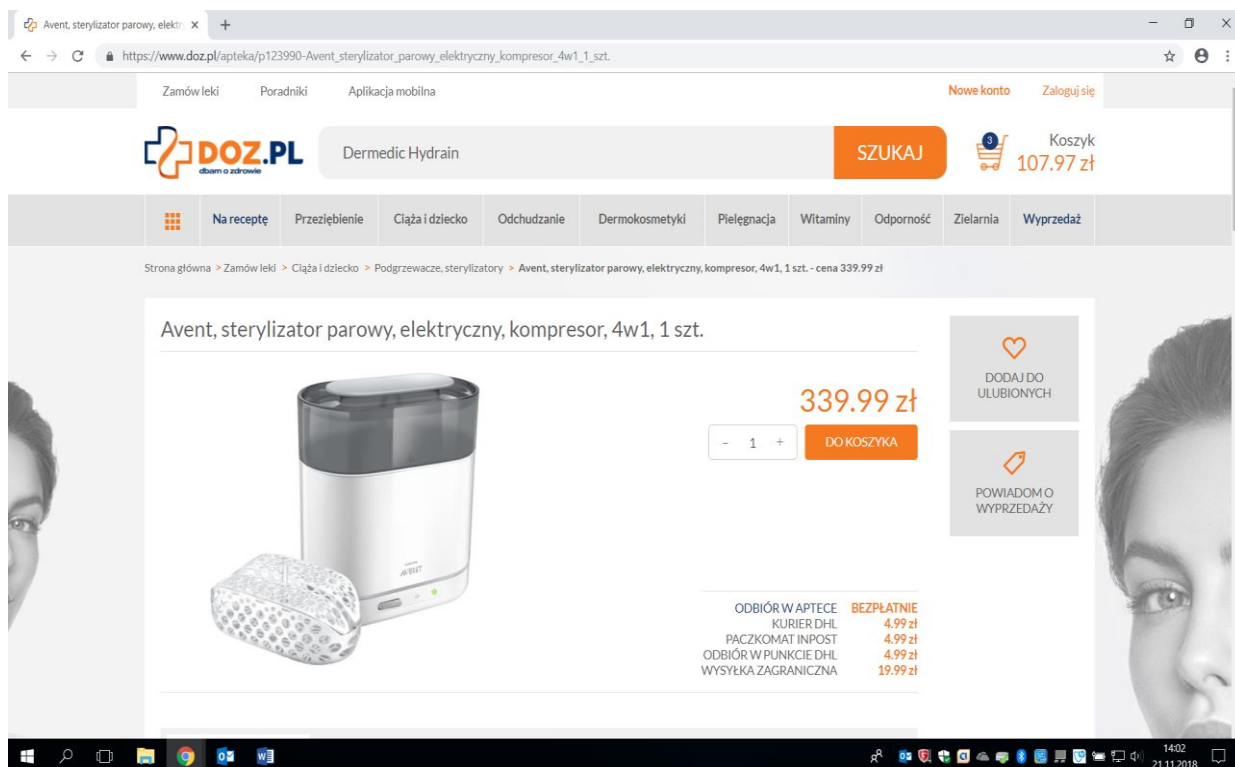 Avent, sterylizator parowy, elektr
https://www.doz.pl/apteka/p123990-Avent_sterylizator_parowy_elektryczny_kompresor_4w1_1_szt.
Zamów leki Poradniki Aplikacja mobilna Nowe konto Zaloguj się
DOZ.PL
dbam o zdrowie
Dermedic Hydrain
SZUKAJ
3
Koszyk
107.97 zł
Na receptę Przeziębienie Ciąża i dziecko Odchudzanie Dermokosmetyki Pielęgnacja Witaminy Odporność Zielarnia Wyprzedaż
Strona główna > Zamów leki > Ciąża i dziecko > Podgrzewacze, sterylizatory > Avent, sterylizator parowy, elektryczny, kompresor, 4w1, 1 szt. - cena 339.99 zł
Avent, sterylizator parowy, elektryczny, kompresor, 4w1, 1 szt.
339.99 zł
- 1 + DO KOSZYKA
DODAJ DO
ULUBIONYCH
POWIADOM O
WYPRZEDAŻY
AVENT
ODBIÓR W APTECE BEZPŁATNIE
KURIER DHL 4.99 zł
PACZKOMAT INPOST 4.99 zł
ODBIÓR W PUNKCIE DHL 4.99 zł
WYSYŁKA ZAGRANICZNA 19.99 zł
14:02
21.11.2018